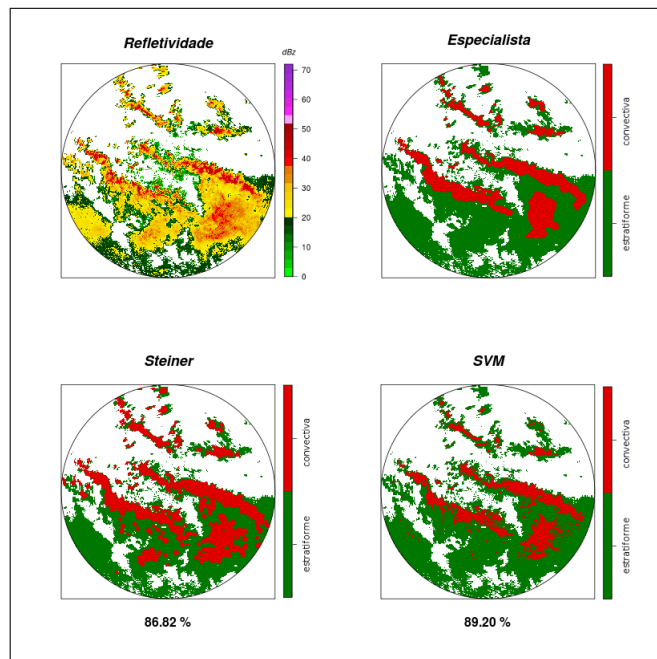 Refletividade
dBz
70
60
50
40
30
20
10
0
Especialista
convectiva
estratiforme
Steiner
convectiva
estratiforme
86.82 %
SVM
convectiva
estratiforme
89.20 %